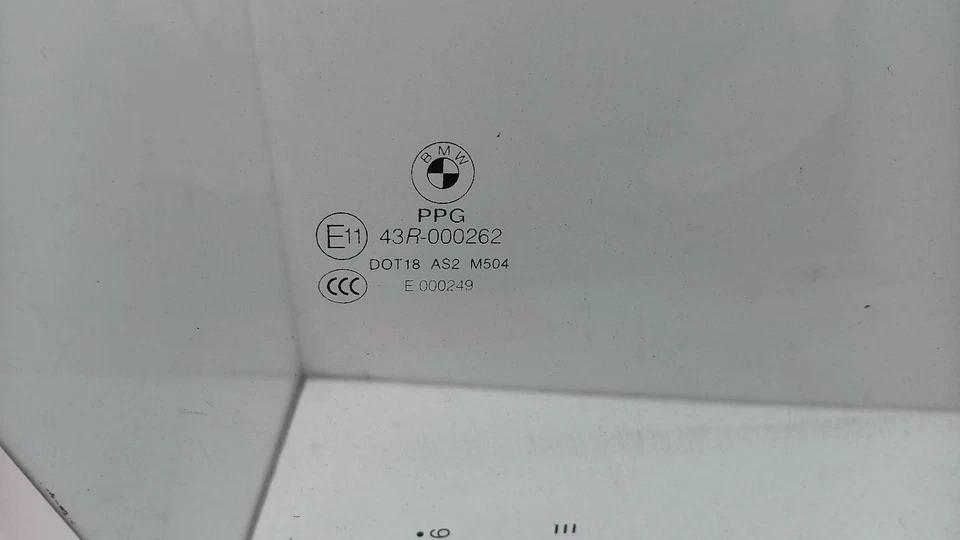 BMW
PPG
E11 43R-000262
DOT18 AS2 M504
CCC E 000249